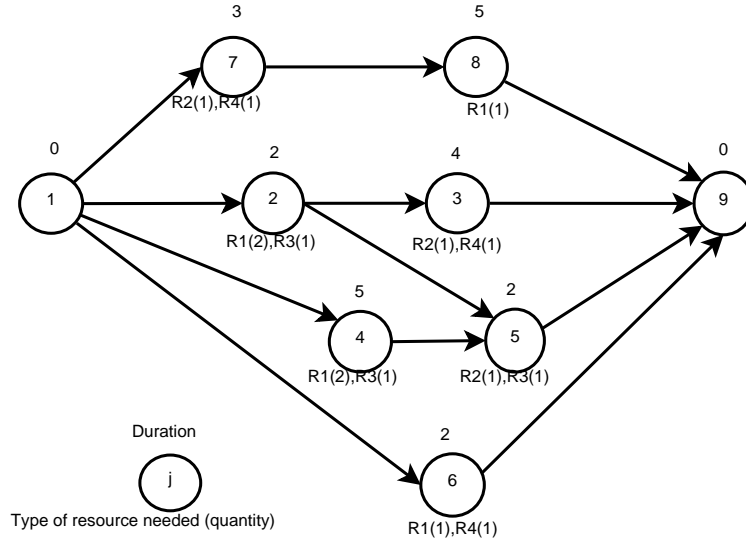 3
5
7
8
R2(1),R4(1)
R1(1)
0
2
4
0
1
2
3
9
R1(2),R3(1)
R2(1),R4(1)
5
2
4
5
R1(2),R3(1)
R2(1),R3(1)
Duration
2
j
6
Type of resource needed (quantity)
R1(1),R4(1)